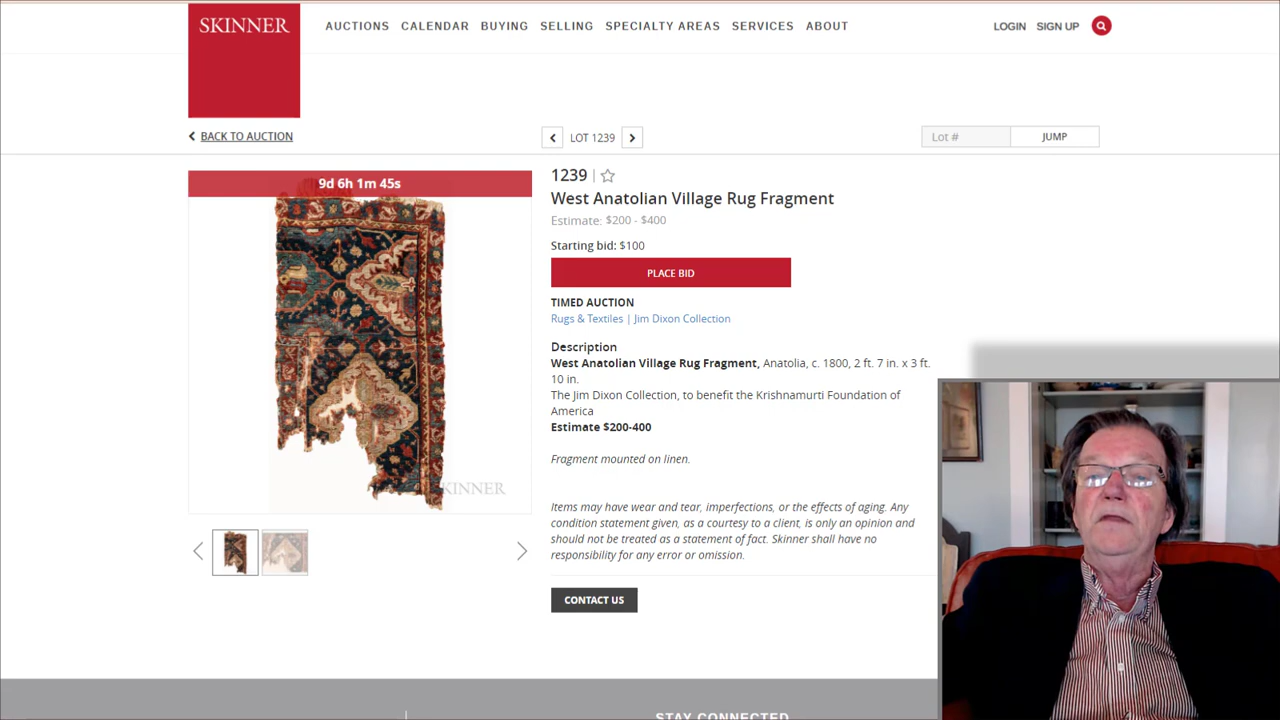 SKINNER
AUCTIONS CALENDAR BUYING SELLING SPECIALTY AREAS SERVICES ABOUT
LOGIN SIGN UP
BACK TO AUCTION
LOT 1239
Lot #
JUMP
9d 6h 1m 45s
1239
West Anatolian Village Rug Fragment
Estimate: $200 - $400
Starting bid: $100
PLACE BID
TIMED AUCTION
Rugs & Textiles | Jim Dixon Collection
Description
West Anatolian Village Rug Fragment, Anatolia, c. 1800, 2 ft. 7 in. x 3 ft.
10 in.
The Jim Dixon Collection, to benefit the Krishnamurti Foundation of
America
Estimate $200-400
Fragment mounted on linen.
KINNER
Items may have wear and tear, imperfections, or the effects of aging. Any
condition statement given, as a courtesy to a client, is only an opinion and
should not be treated as a statement of fact. Skinner shall have no
responsibility for any error or omission.
CONTACT US
STAY CONNECTED